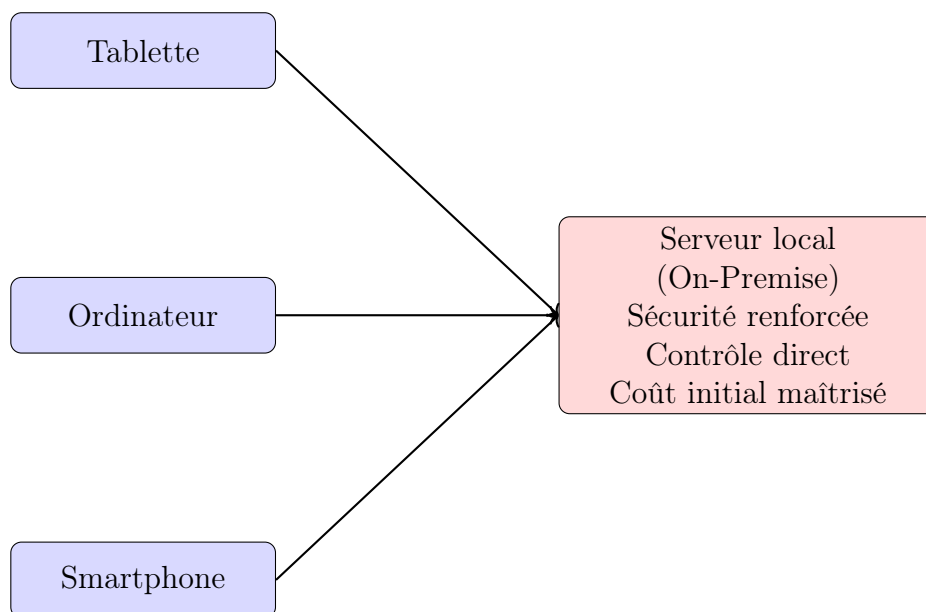 Tablette
Ordinateur
Smartphone
Serveur local
(On-Premise)
Sécurité renforcée
Contrôle direct
Coût initial maîtrisé